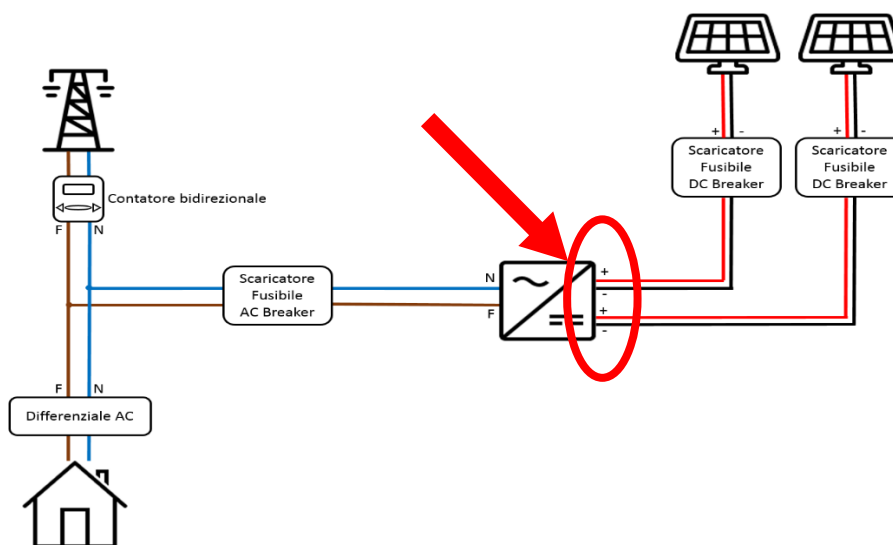 + -
+ -
Scaricatore
Fusibile
DC Breaker
Scaricatore
Fusibile
DC Breaker
Contatore bidirezionale
F N
Scaricatore
Fusibile
AC Breaker
N
F
+
-
+
-
F N
Differenziale AC